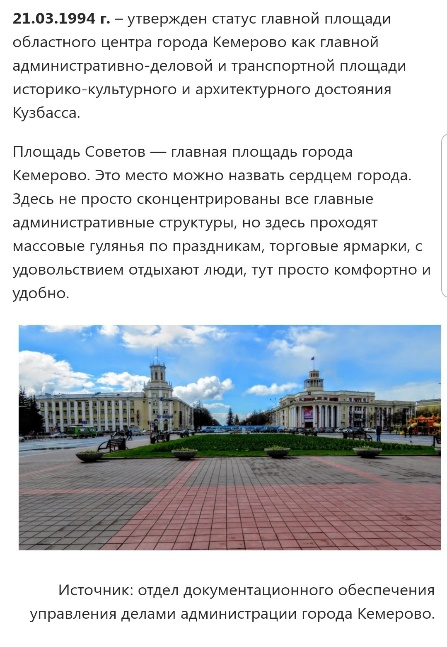 21.03.1994 г. – утвержден статус главной площади
областного центра города Кемерово как главной
административно-деловой и транспортной площади
историко-культурного и архитектурного достояния
Кузбасса.
Площадь Советов — главная площадь города
Кемерово. Это место можно назвать сердцем города.
Здесь не просто сконцентрированы все главные
административные структуры, но здесь проходят
массовые гулянья по праздникам, торговые ярмарки, с
удовольствием отдыхают люди, тут просто комфортно и
удобно.
Источник: отдел документационного обеспечения
управления делами администрации города Кемерово.